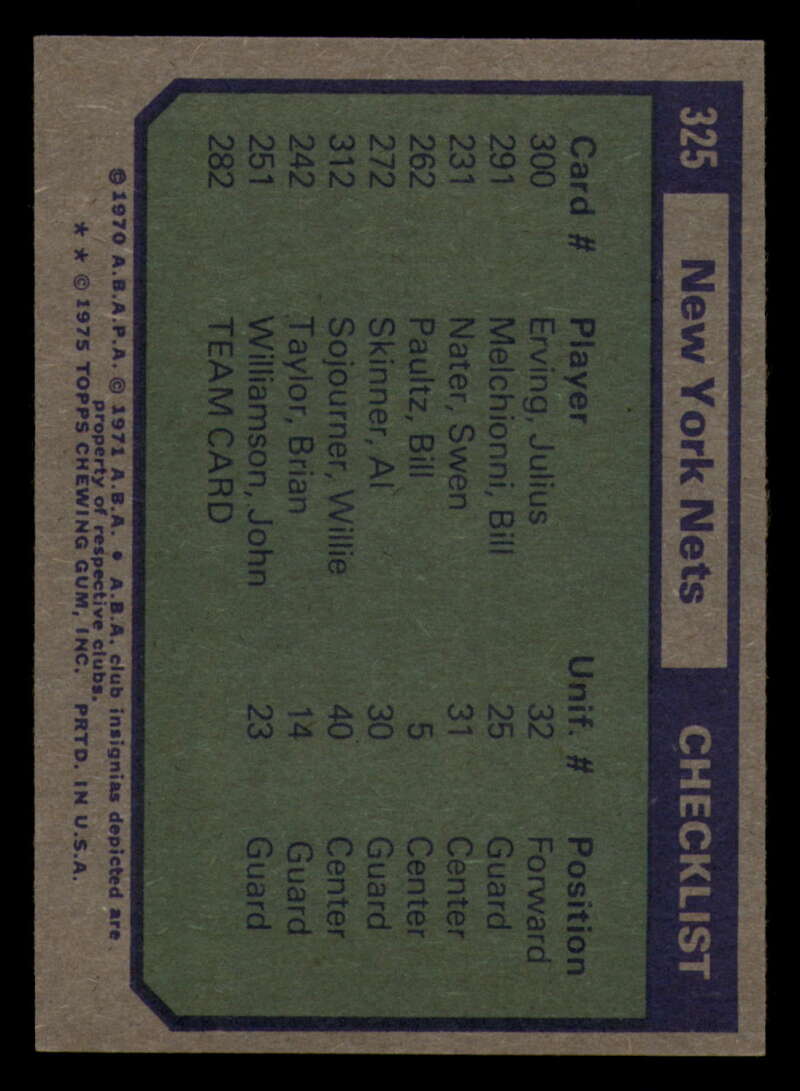 325 New York Nets CHECKLIST
Card # Player Unif. # Position
300 Erving, Julius 32 Forward
291 Melchionni, Bill 25 Guard
231 Nater, Swen 31 Center
262 Paultz, Bill 5 Center
272 Skinner, Al 30 Guard
312 Sojourner, Willie 40 Center
242 Taylor, Brian 14 Guard
251 Williamson, John 23 Guard
282 TEAM CARD
© 1970 A.B.A.P.A. © 1971 A.B.A. • A.B.A. club insignias depicted are
property of respective clubs.
* * © 1975 TOPPS CHEWING GUM, INC. PRTD. IN U.S.A.